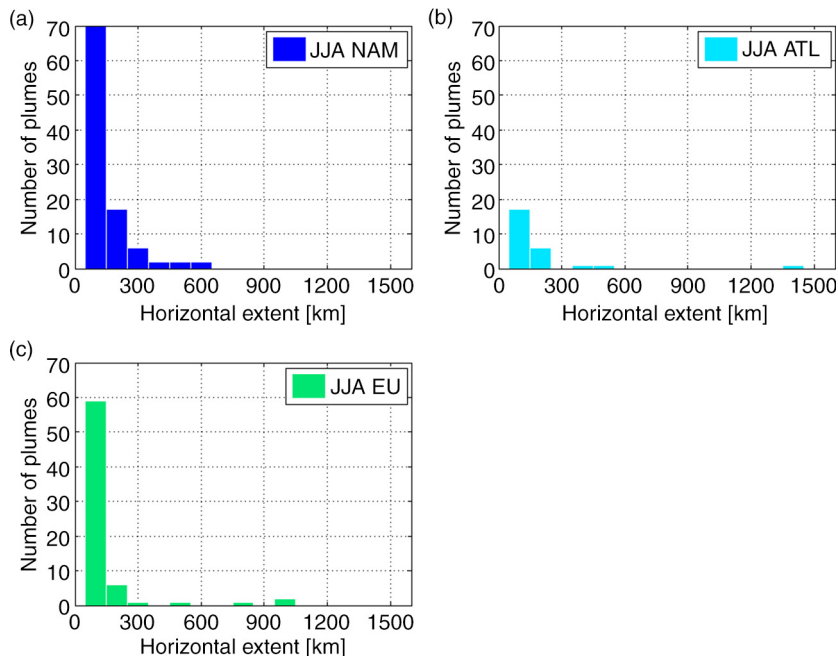 (a)
JJA NAM
Number of plumes
70
60
50
40
30
20
10
0
0 300 600 900 1200 1500
Horizontal extent [km]
(b)
JJA ATL
Number of plumes
70
60
50
40
30
20
10
0
0 300 600 900 1200 1500
Horizontal extent [km]
(c)
JJA EU
Number of plumes
70
60
50
40
30
20
10
0
0 300 600 900 1200 1500
Horizontal extent [km]